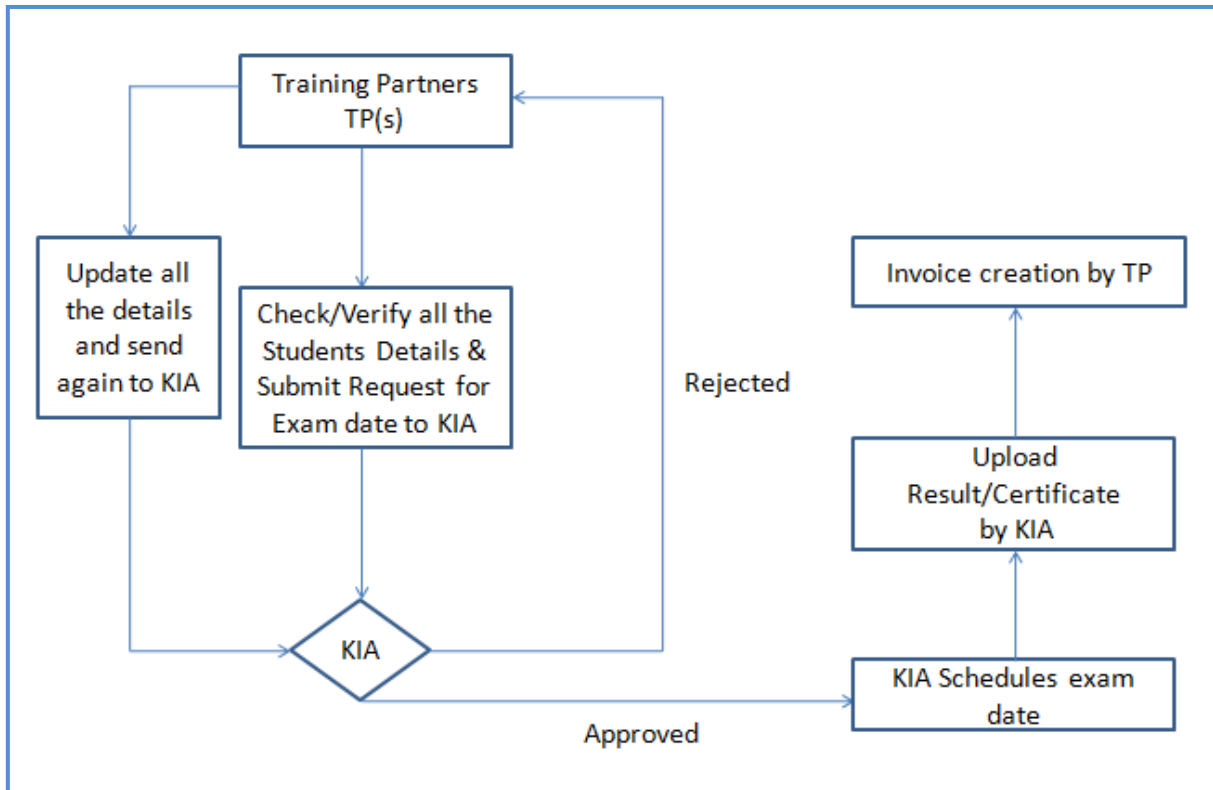 Training Partners
TP(s)
Update all
the details
and send
again to KIA
Check/Verify all the
Students Details &
Submit Request for
Exam date to KIA
KIA
Rejected
Approved
Invoice creation by TP
Upload
Result/Certificate
by KIA
KIA Schedules exam
date